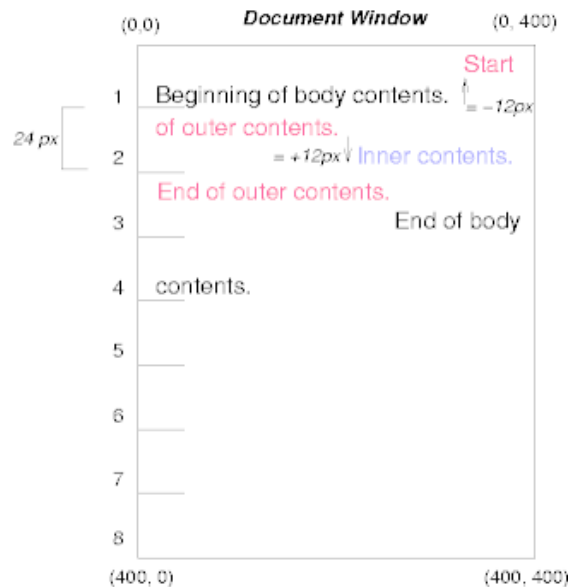 Document Window
(0,0) (0, 400)
Start
1 Beginning of body contents. = -12px
of outer contents.
24 px
2 = +12px Inner contents.
End of outer contents.
3 End of body
4 contents.
5
6
7
8
(400, 0) (400, 400)